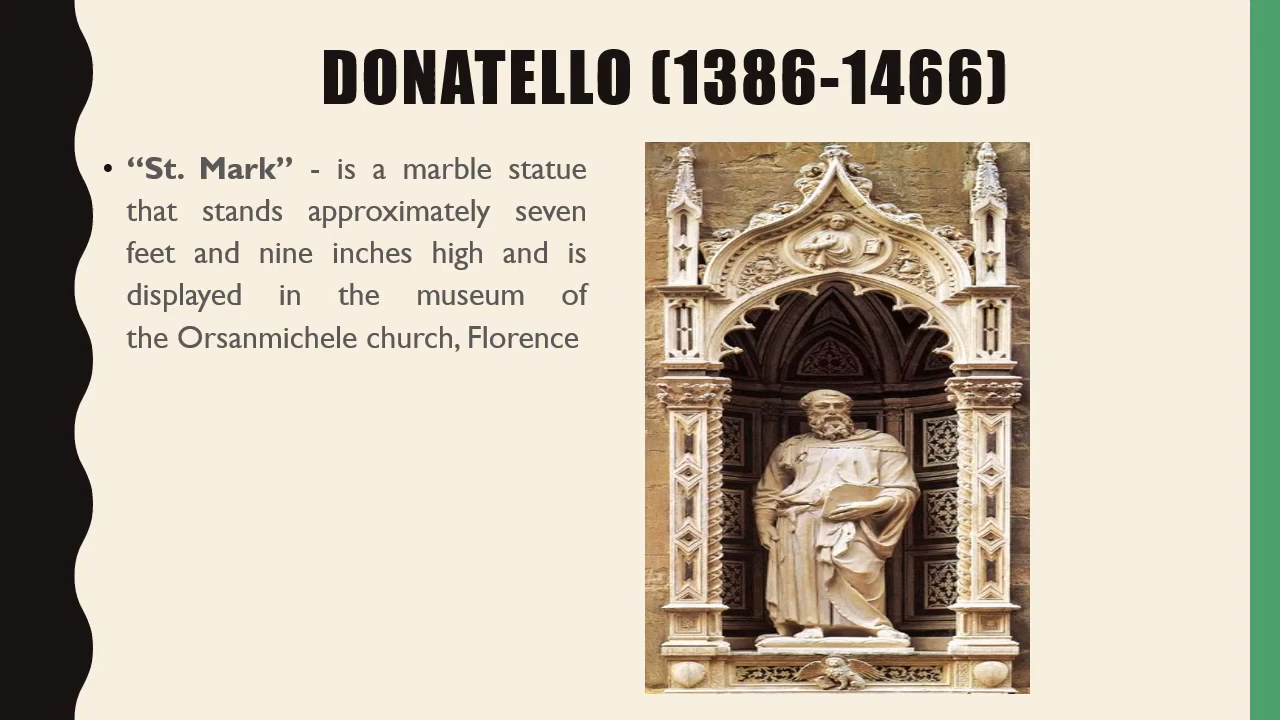 DONATELLO (1386-1466)
• “St. Mark” - is a marble statue
that stands approximately seven
feet and nine inches high and is
displayed in the museum of
the Orsanmichele church, Florence